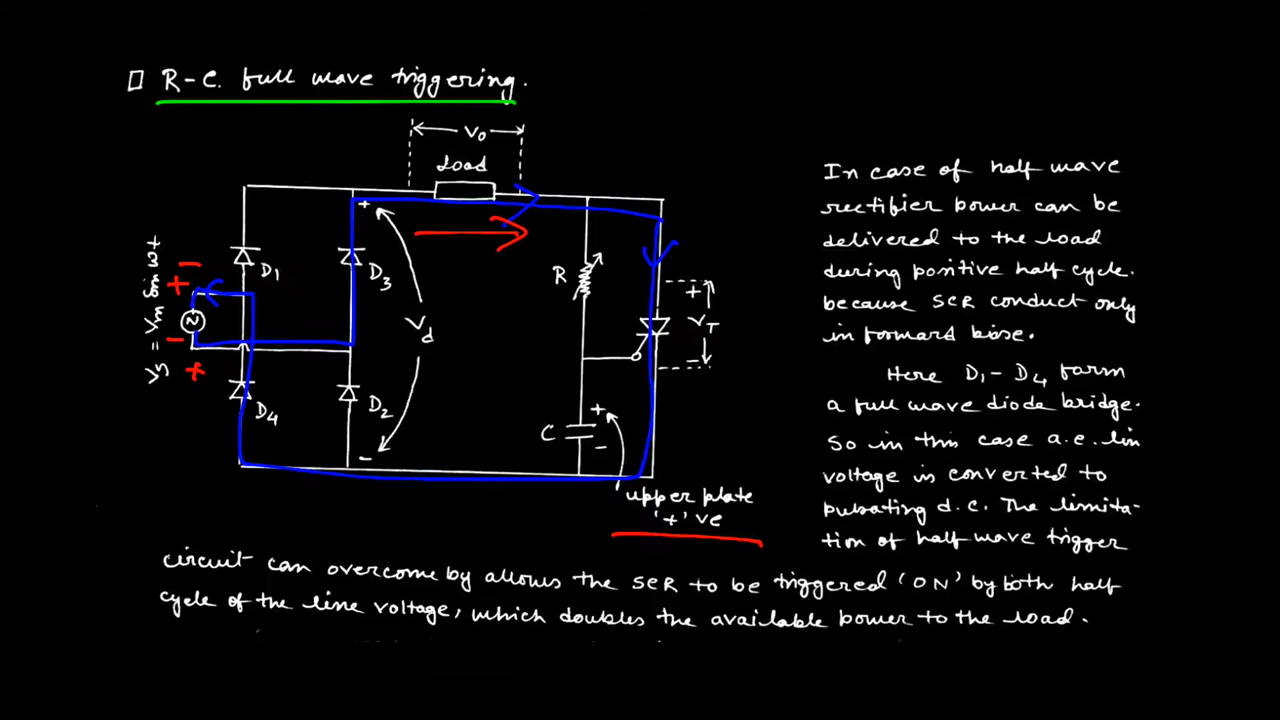 R-C. full wave triggering.
Vo
Load
+
D1
D3
Vs = Vm Sin ωt
-
+
-
+
Vd
R
+
VT
-
D4
D2
-
C
+
-
upper plate
'+' ve
In case of half wave
rectifier power can be
delivered to the load
during positive half cycle.
because SCR conduct only
in forward bias.
Here D1-D4 form
a full wave diode bridge.
So in this case a.c. lin
voltage is converted to
pulsating d.c. The limita-
tion of half wave trigger
circuit can overcome by allows the SCR to be triggered 'ON' by both half
cycle of the line voltage, which doubles the available power to the load.